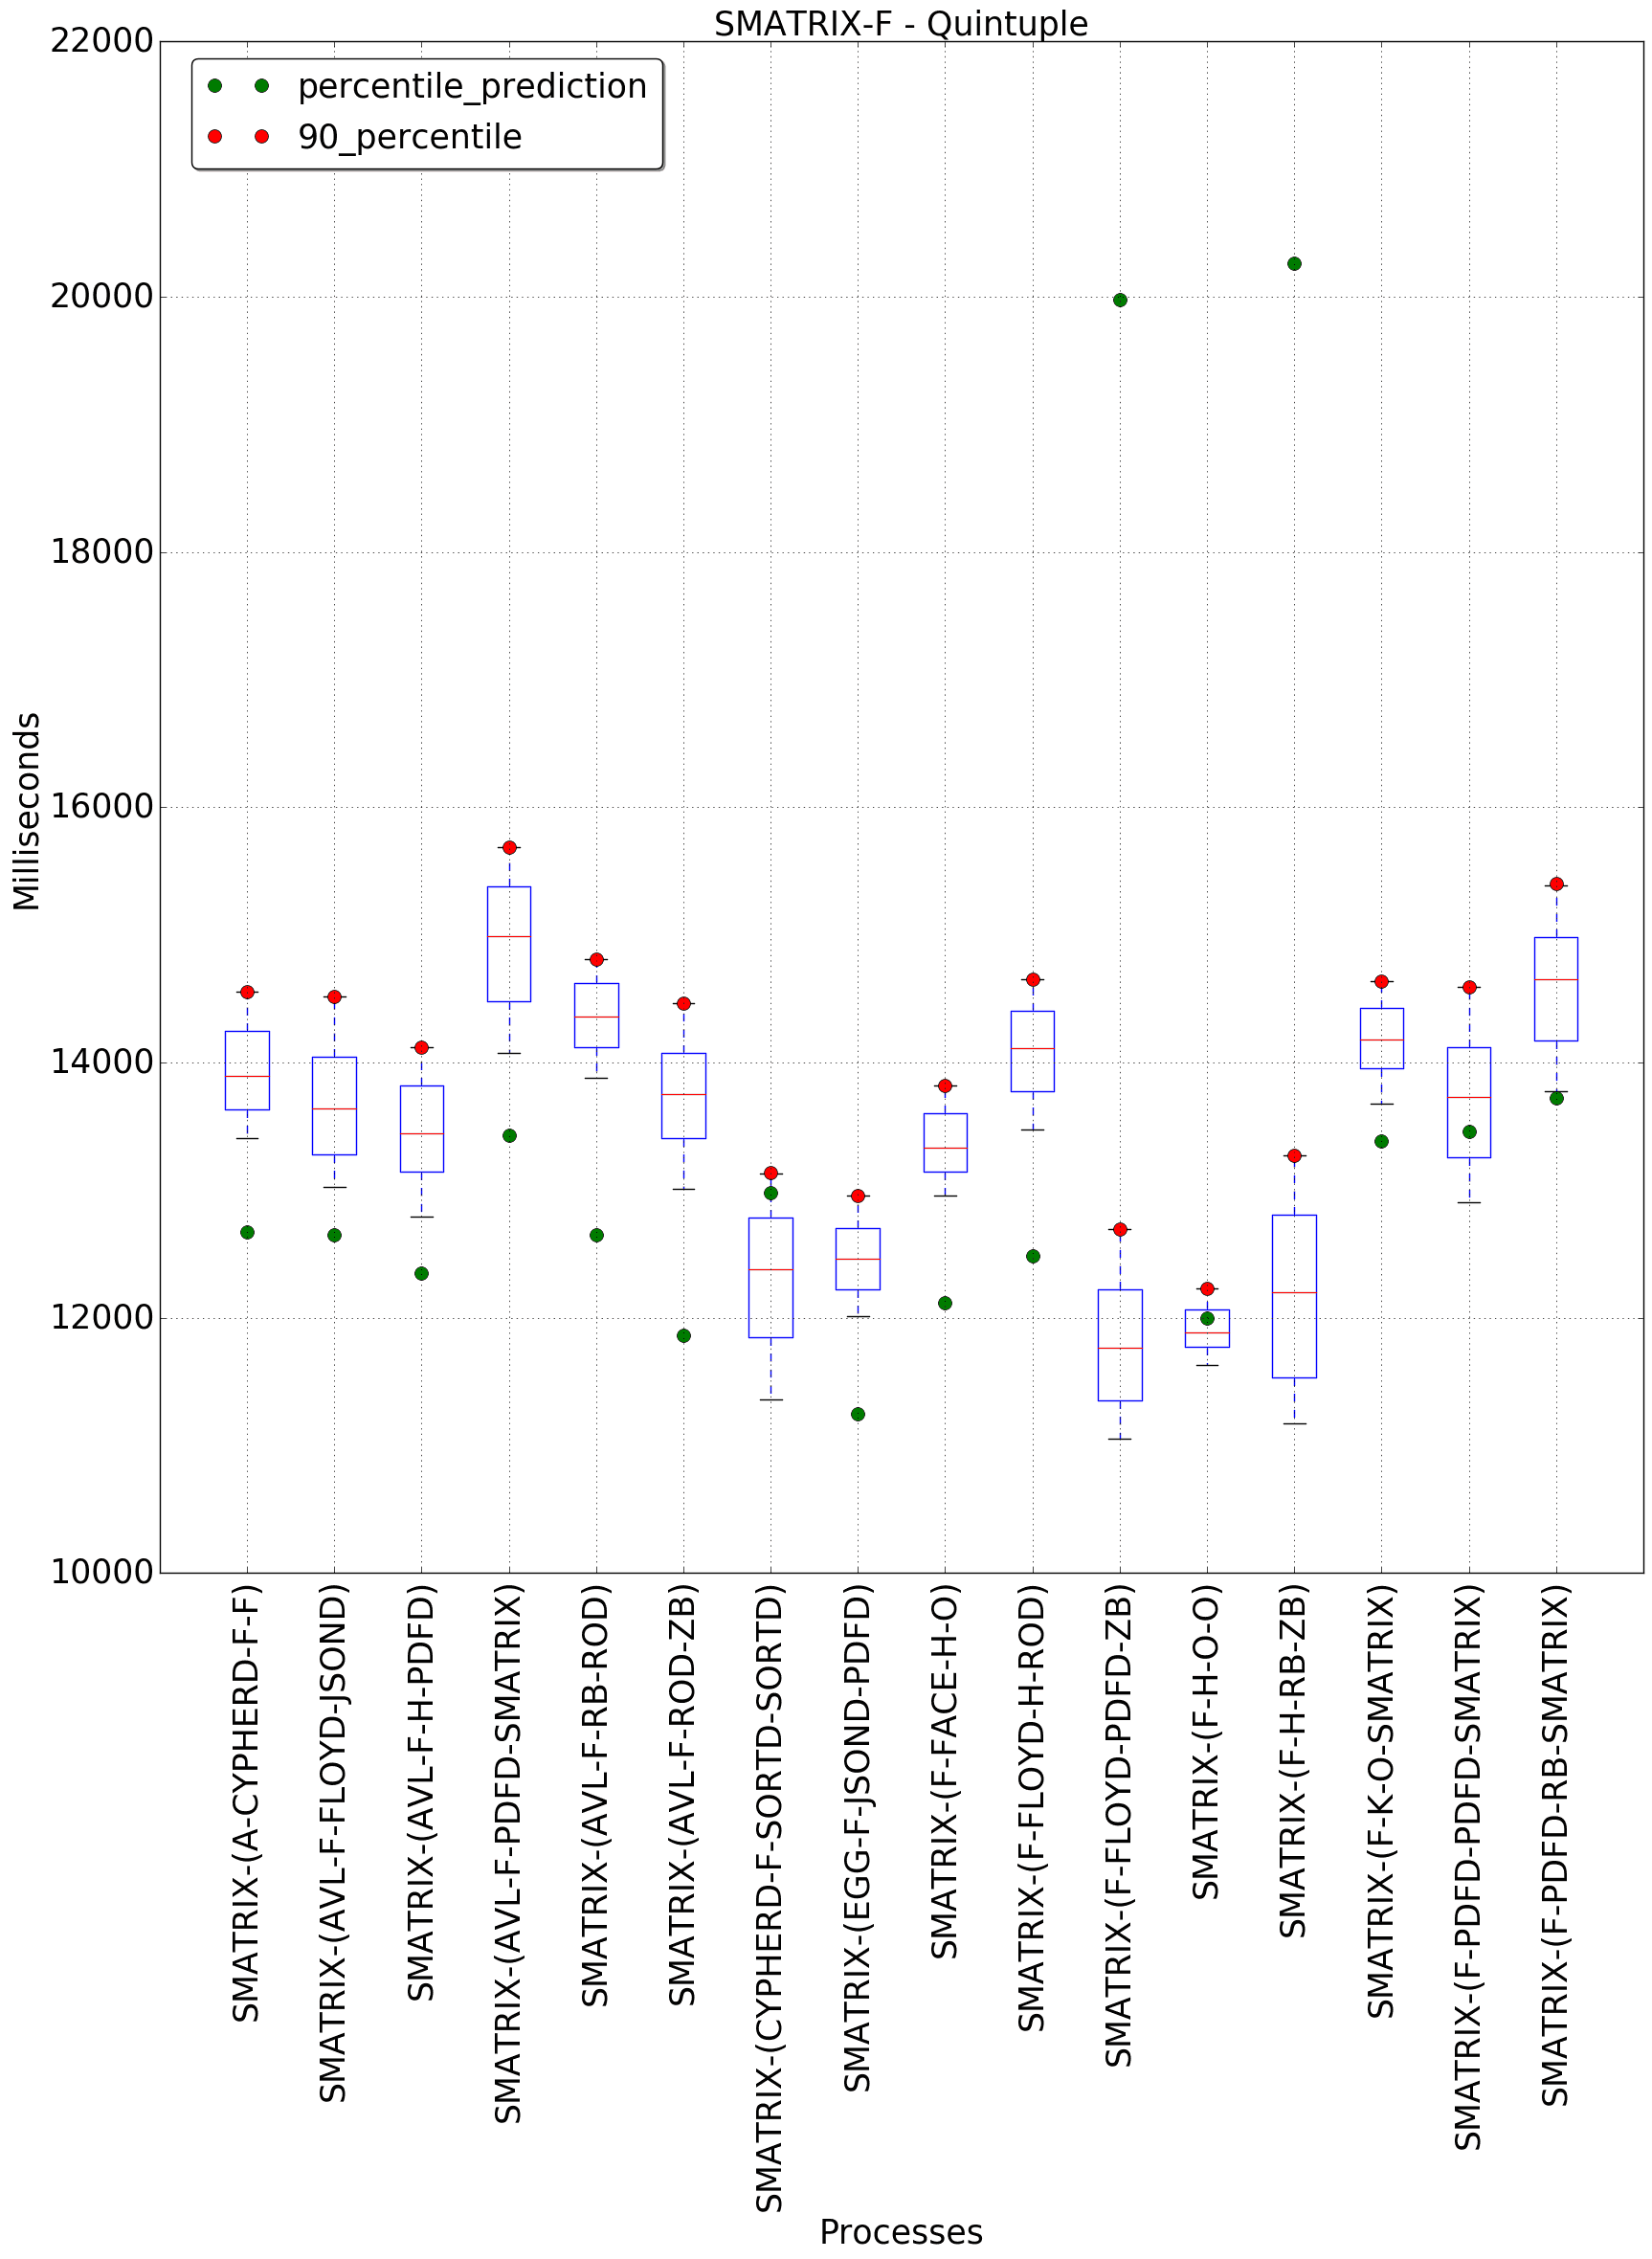 SMATRIX-F - Quintuple
percentile_prediction
90_percentile
22000
20000
18000
16000
14000
12000
10000
Milliseconds
SMATRIX-(A-CYPHERD-F-F)
SMATRIX-(AVL-F-FLOYD-JSOND)
SMATRIX-(AVL-F-H-PDFD)
SMATRIX-(AVL-F-PDFD-SMATRIX)
SMATRIX-(AVL-F-RB-ROD)
SMATRIX-(AVL-F-ROD-ZB)
SMATRIX-(CYPHERD-F-SORTD-SORTD)
SMATRIX-(EGG-F-JSOND-PDFD)
SMATRIX-(F-FACE-H-O)
SMATRIX-(F-FLOYD-H-ROD)
SMATRIX-(F-FLOYD-PDFD-ZB)
SMATRIX-(F-H-O-O)
SMATRIX-(F-H-RB-ZB)
SMATRIX-(F-K-O-SMATRIX)
SMATRIX-(F-PDFD-PDFD-SMATRIX)
SMATRIX-(F-PDFD-RB-SMATRIX)
Processes